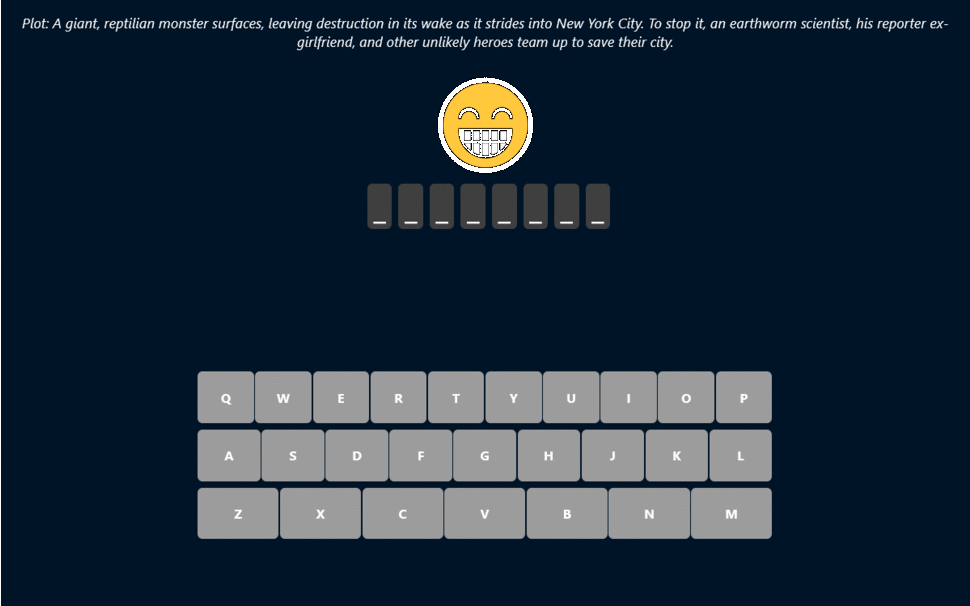 Plot: A giant, reptilian monster surfaces, leaving destruction in its wake as it strides into New York City. To stop it, an earthworm scientist, his reporter ex-
girlfriend, and other unlikely heroes team up to save their city.
_ _ _ _ _ _ _ _
Q W E R T Y U I O P
A S D F G H J K L
Z X C V B N M